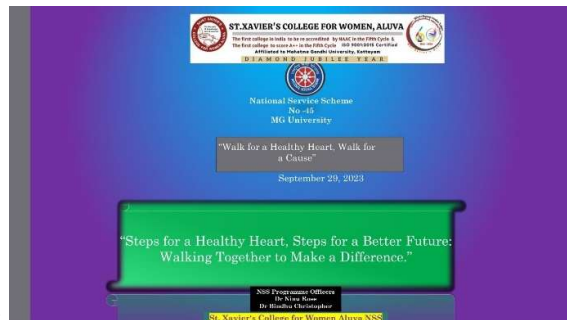 ST.XAVIER'S COLLEGE FOR WOMEN, ALUVA
The first college in India to be re accredited by NAAC in the Fifth Cycle &
The first college to score A++ in the Fifth Cycle ISO 9001:2015 Certified
Affiliated to Mahatma Gandhi University, Kottayam
DIAMOND JUBILEE YEAR
National Service Scheme
No -45
MG University
“Walk for a Healthy Heart, Walk for
a Cause”
September 29, 2023
“Steps for a Healthy Heart, Steps for a Better Future:
Walking Together to Make a Difference.”
NSS Programme Officers
Dr Ninu Rose
Dr Bindhu Christopher
St. Xavier's College for Women Aluva NSS